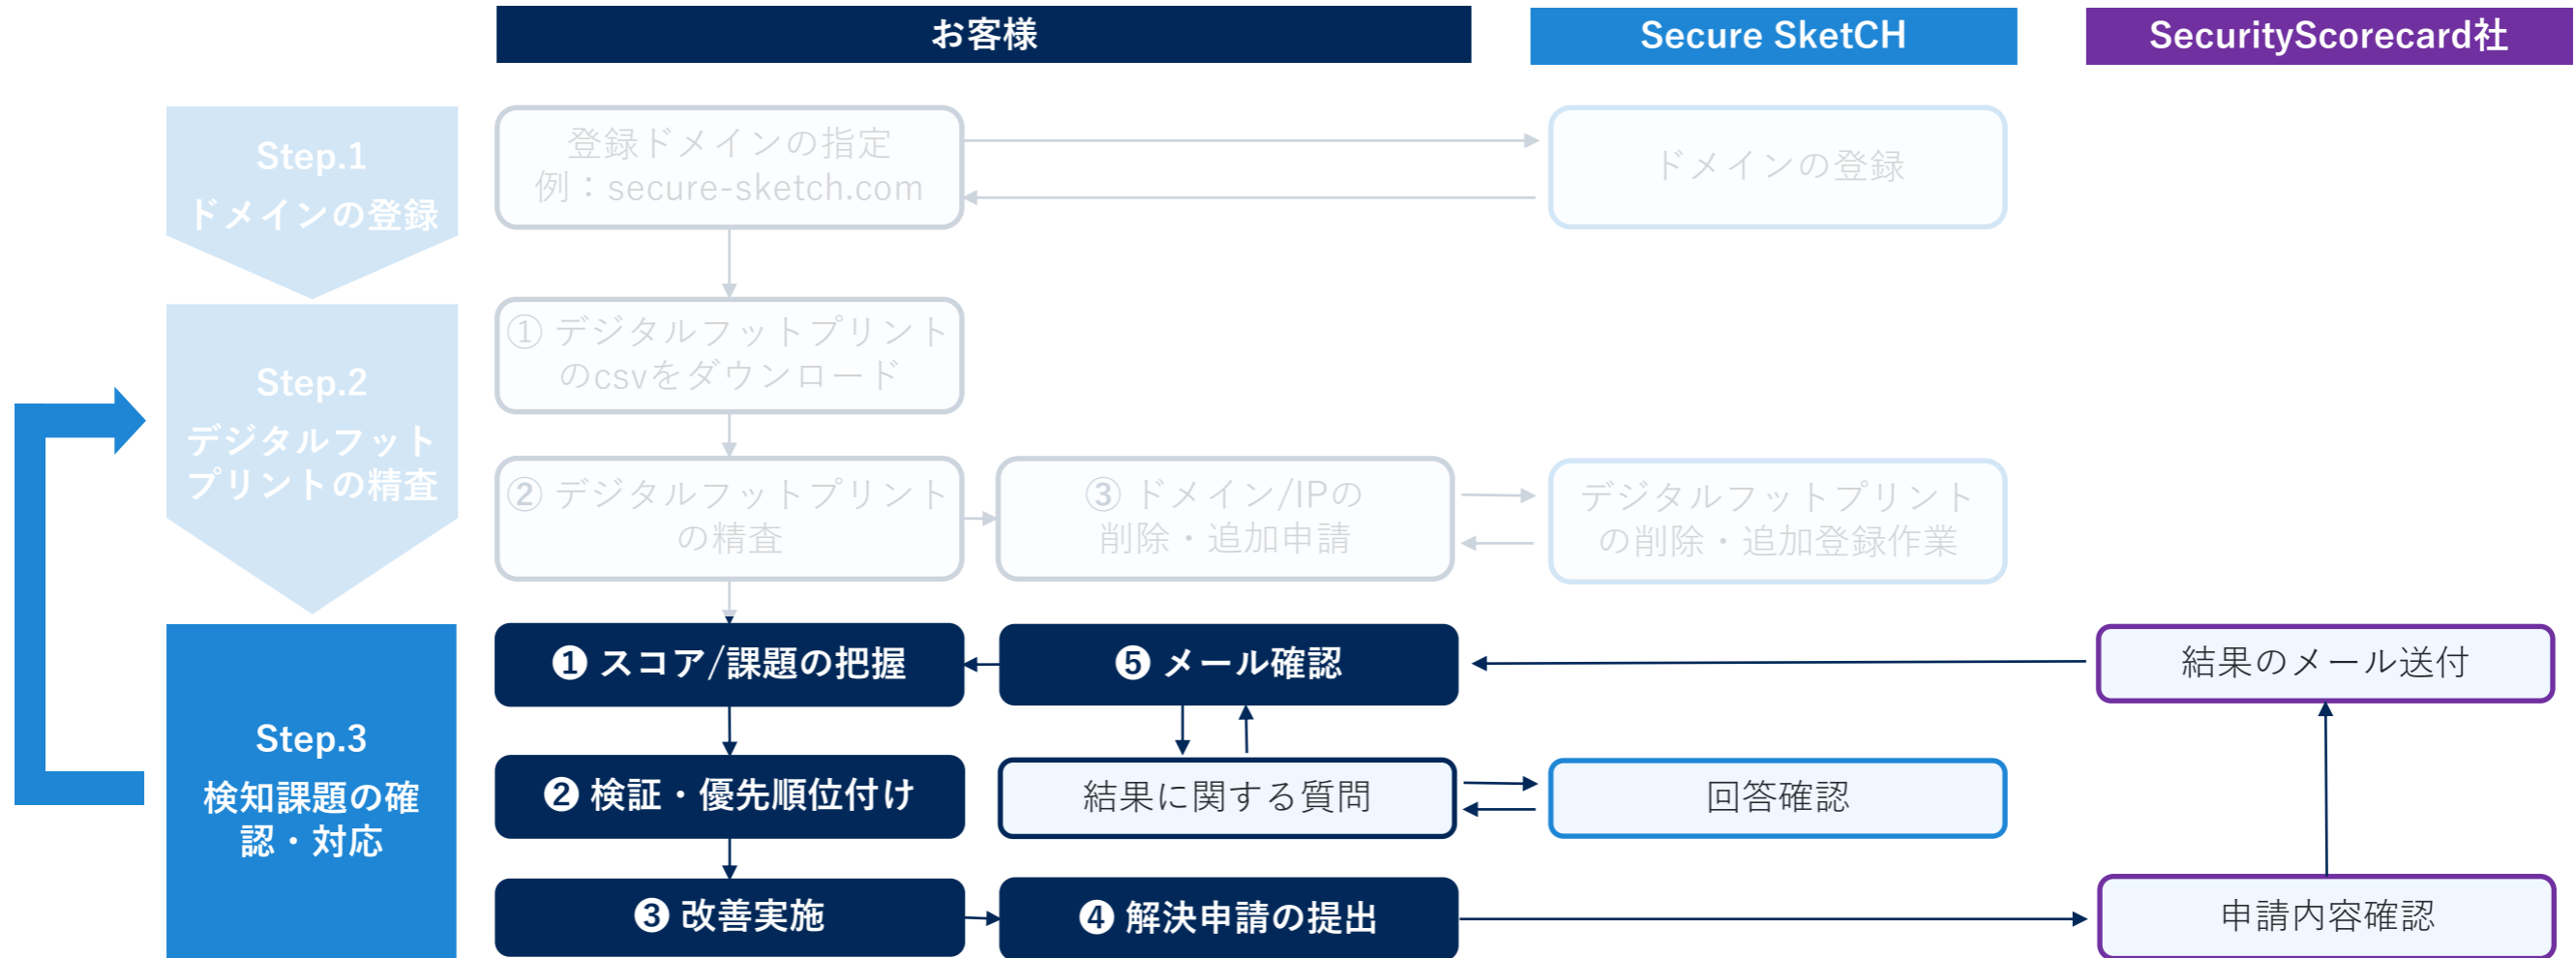 お客様
Secure SketCH
SecurityScorecard社
Step.1
ドメインの登録
登録ドメインの指定
例：secure-sketch.com
ドメインの登録
Step.2
デジタルフット
プリントの精査
① デジタルフットプリント
のcsvをダウンロード
② デジタルフットプリント
の精査
③ ドメイン/IPの
削除・追加申請
デジタルフットプリント
の削除・追加登録作業
Step.3
検知課題の確
認・対応
❶ スコア/課題の把握
❺ メール確認
結果のメール送付
❷ 検証・優先順位付け
結果に関する質問
回答確認
❸ 改善実施
❹ 解決申請の提出
申請内容確認